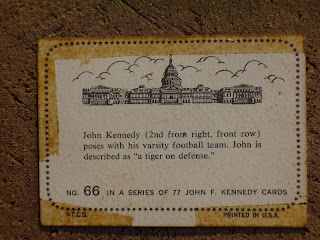 John Kennedy (2nd from right, front row)
poses with his varsity football team. John is
described as "a tiger on defense."
NO. 66 IN A SERIES OF 77 JOHN F. KENNEDY CARDS
©T.C.G. PRINTED IN U.S.A.